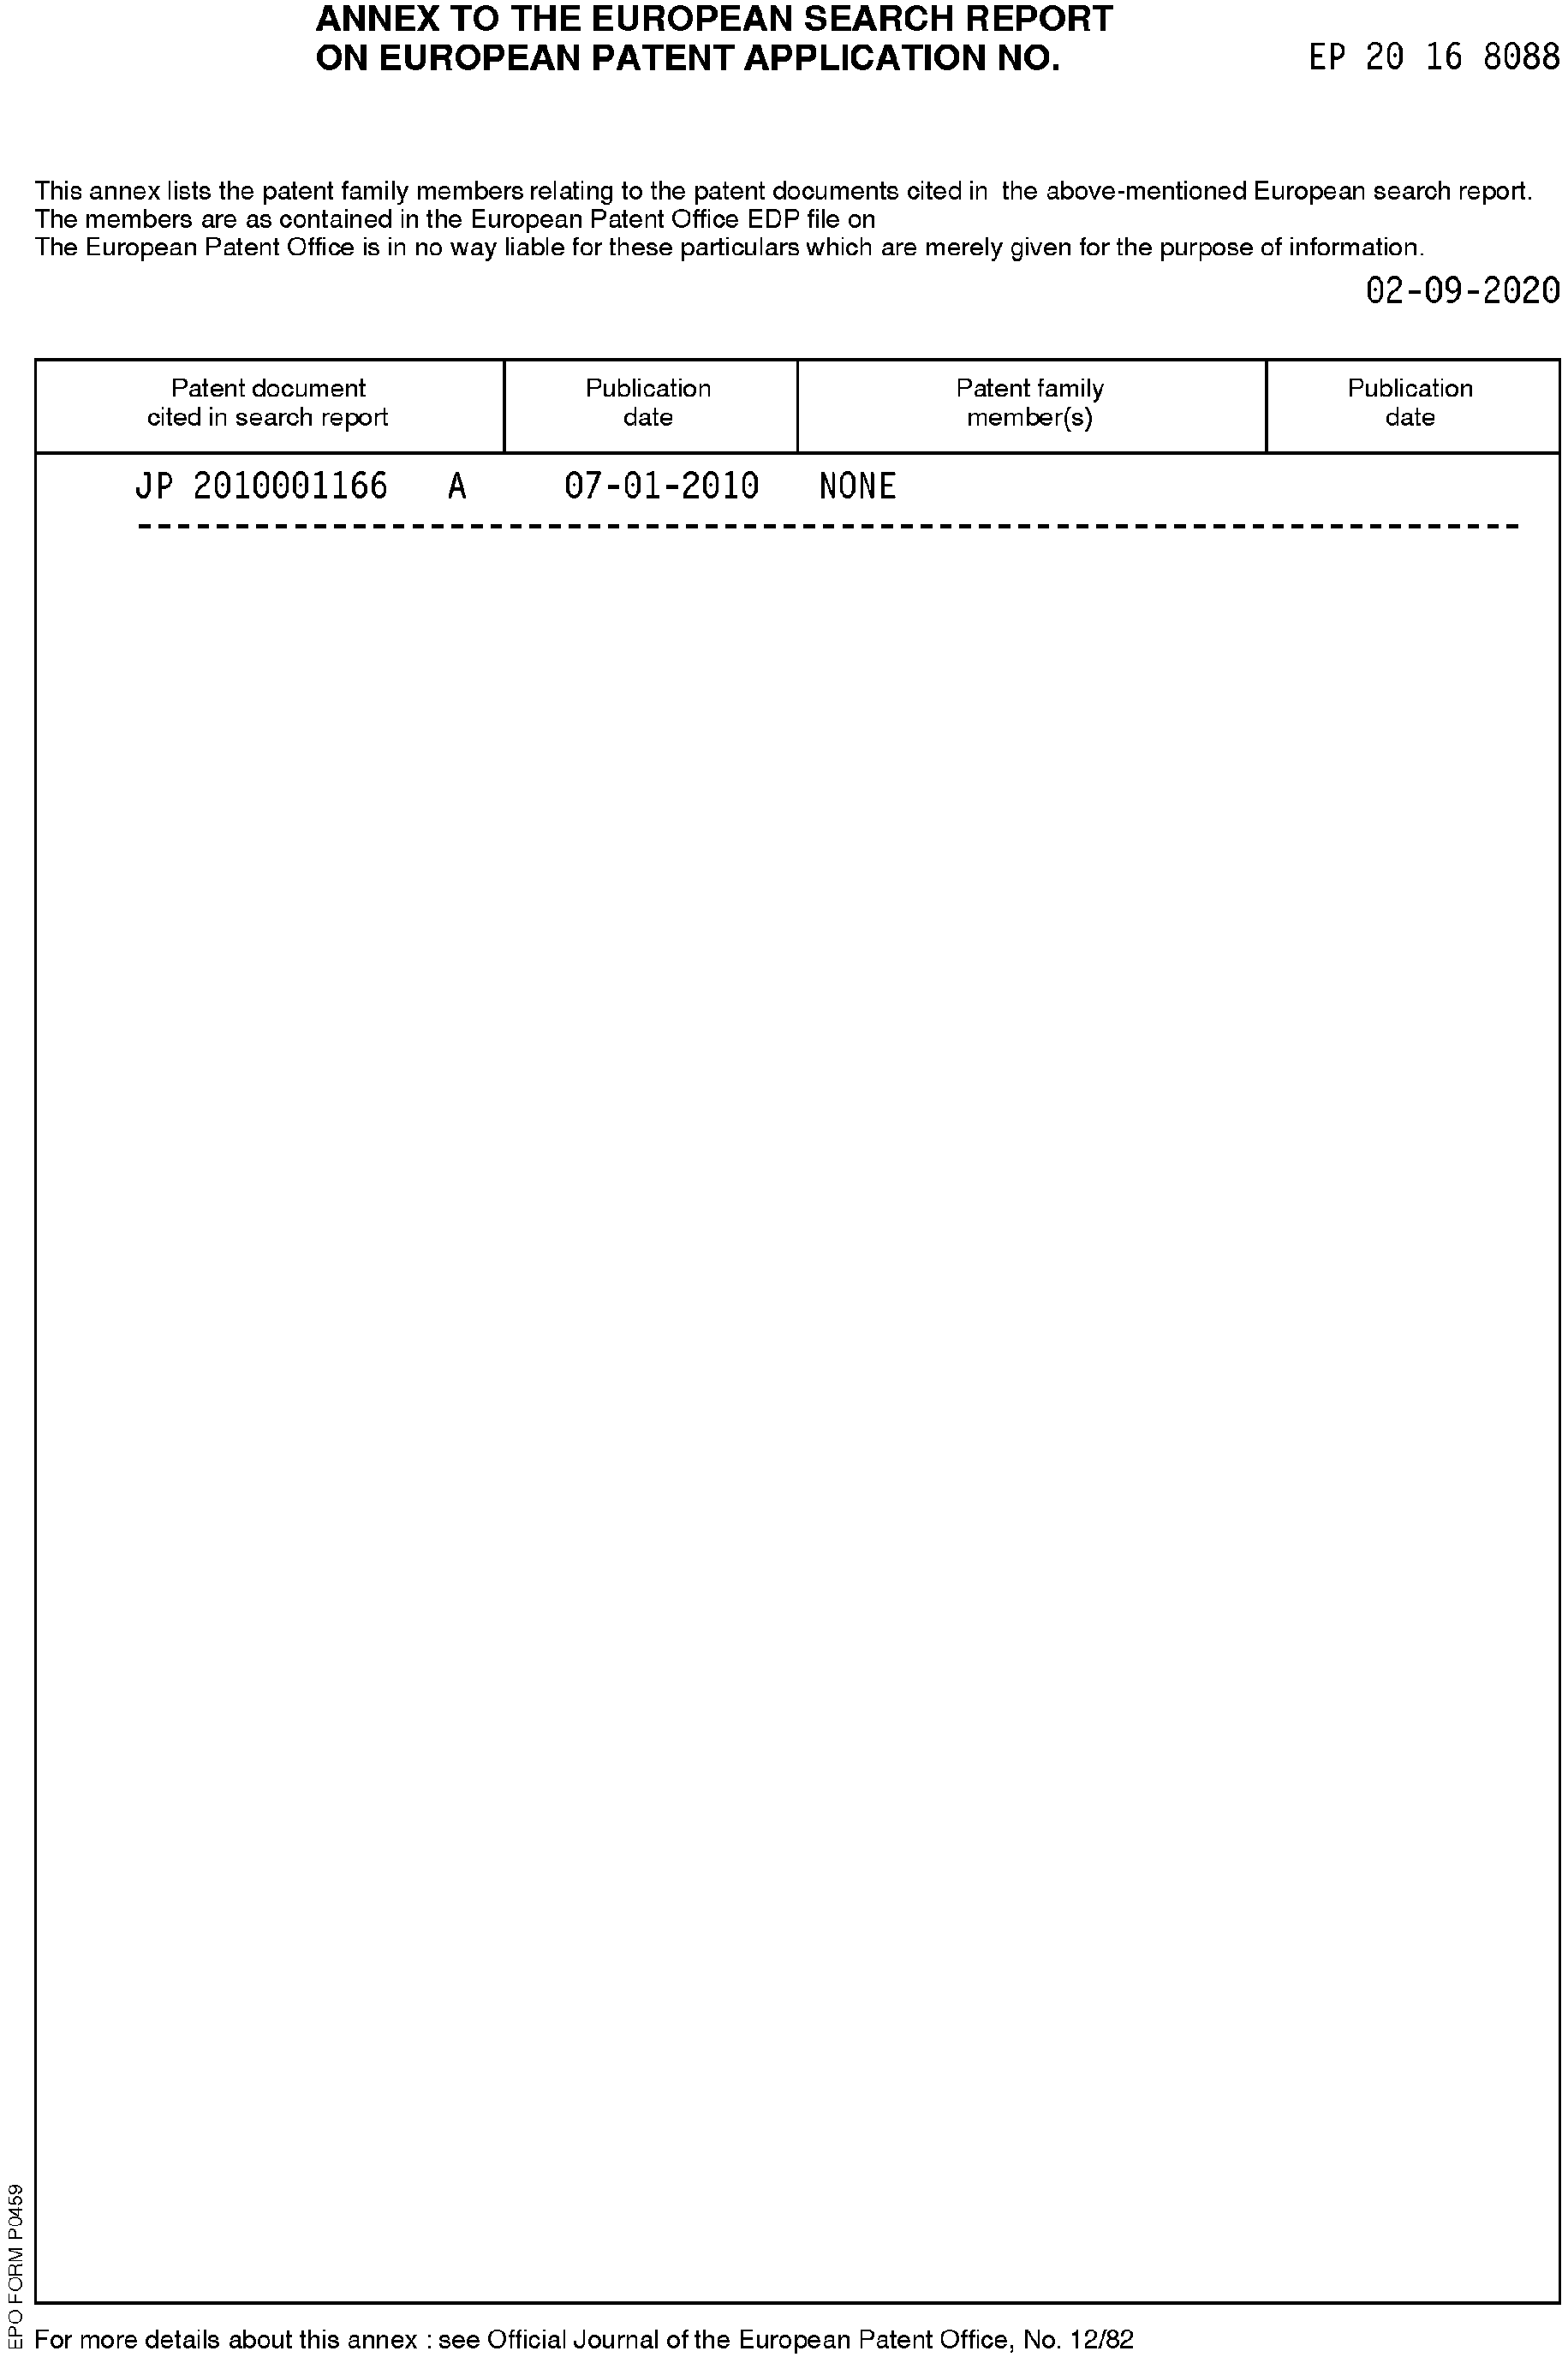 ANNEX TO THE EUROPEAN SEARCH REPORT
ON EUROPEAN PATENT APPLICATION NO. EP 20 16 8088
This annex lists the patent family members relating to the patent documents cited in the above-mentioned European search report.
The members are as contained in the European Patent Office EDP file on
The European Patent Office is in no way liable for these particulars which are merely given for the purpose of information.
02-09-2020
Patent document cited in search report Publication date Patent family member(s) Publication date
JP 2010001166 A 07-01-2010 NONE
For more details about this annex : see Official Journal of the European Patent Office, No. 12/82
EPO FORM P0459